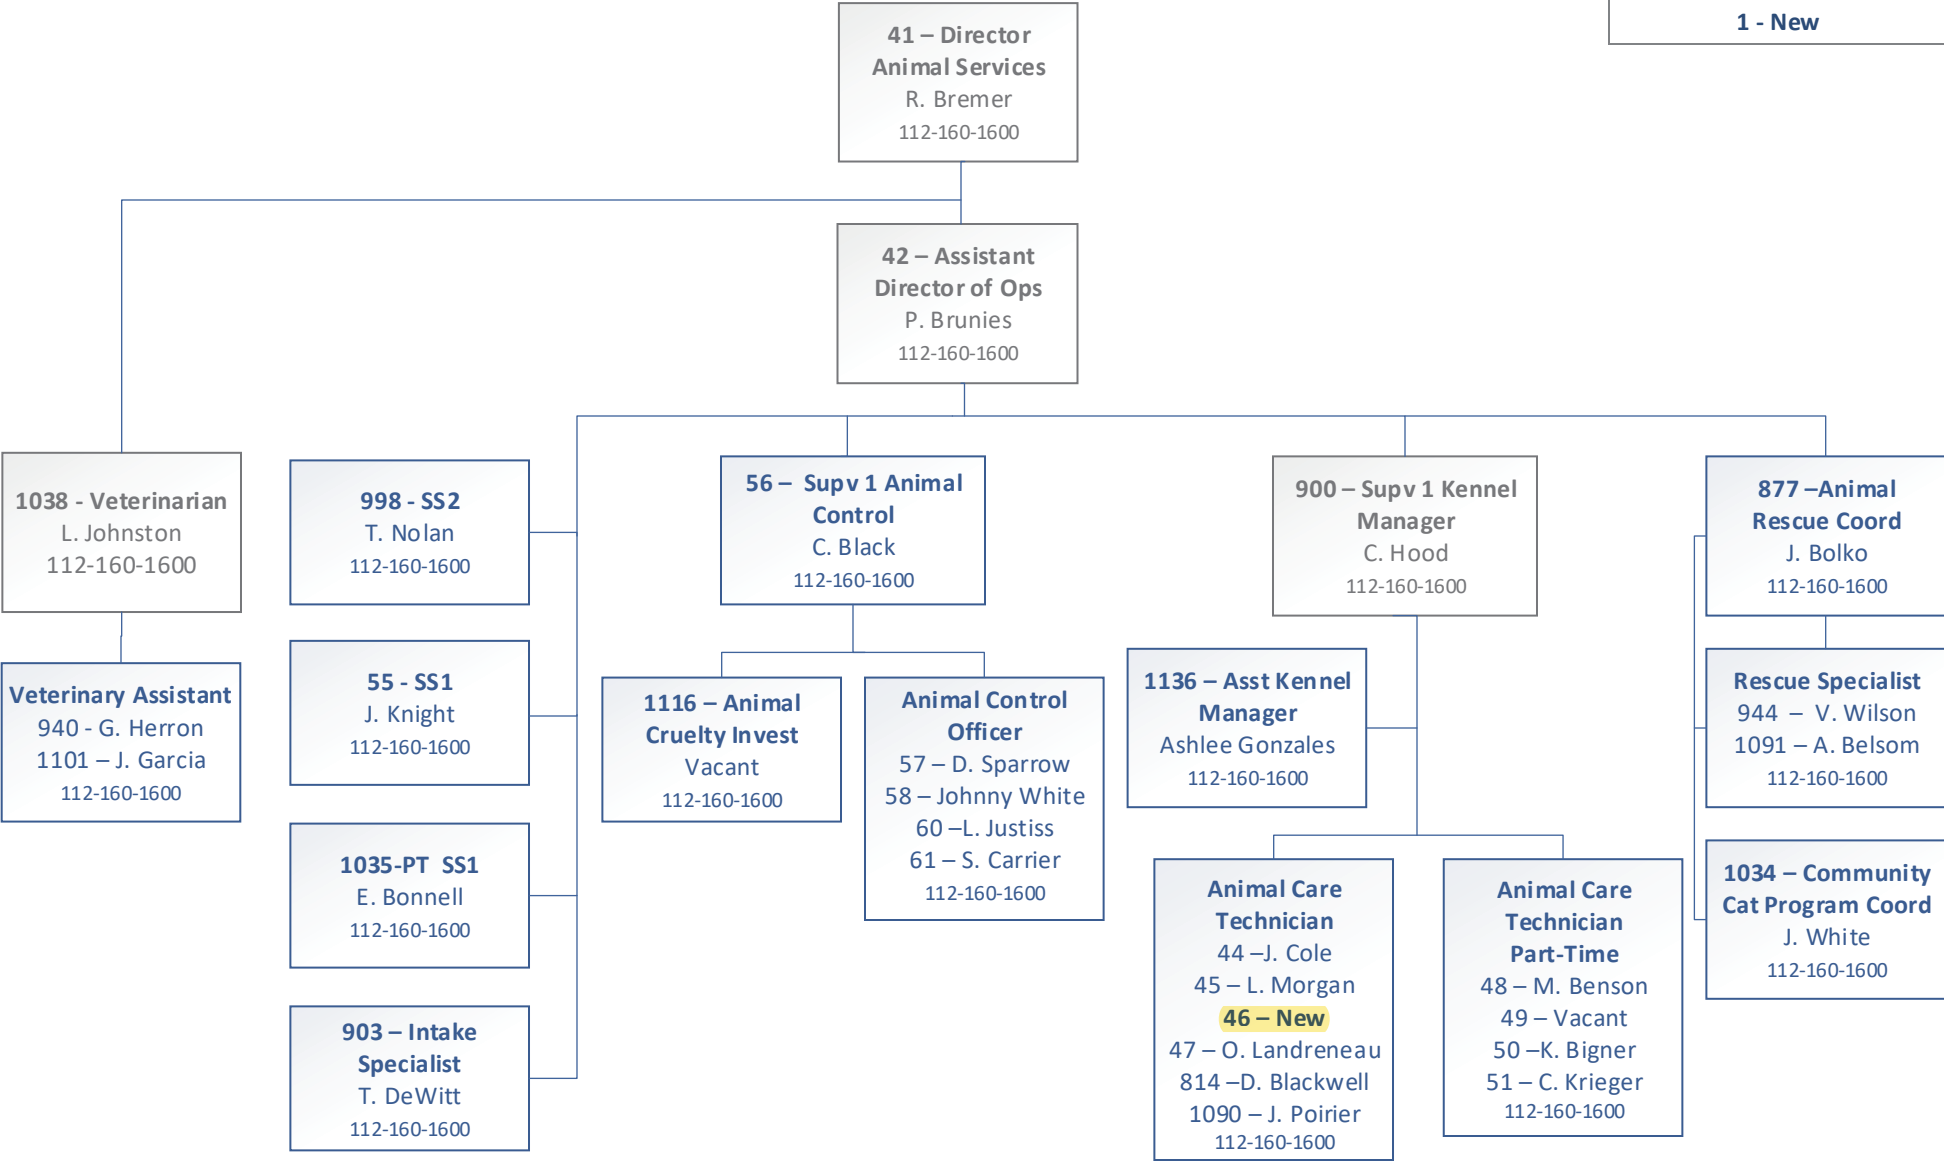 1 - New
41 – Director
Animal Services
R. Bremer
112-160-1600
42 – Assistant
Director of Ops
P. Brunies
112-160-1600
1038 - Veterinarian
L. Johnston
112-160-1600
Veterinary Assistant
940 - G. Herron
1101 – J. Garcia
112-160-1600
998 - SS2
T. Nolan
112-160-1600
55 - SS1
J. Knight
112-160-1600
1035-PT SS1
E. Bonnell
112-160-1600
903 – Intake
Specialist
T. DeWitt
112-160-1600
56 – Supv 1 Animal
Control
C. Black
112-160-1600
1116 – Animal
Cruelty Invest
Vacant
112-160-1600
Animal Control
Officer
57 – D. Sparrow
58 – Johnny White
60 –L. Justiss
61 – S. Carrier
112-160-1600
900 – Supv 1 Kennel
Manager
C. Hood
112-160-1600
1136 – Asst Kennel
Manager
Ashlee Gonzales
112-160-1600
Animal Care
Technician
44 –J. Cole
45 – L. Morgan
46 – New
47 – O. Landreneau
814 –D. Blackwell
1090 – J. Poirier
112-160-1600
Animal Care
Technician
Part-Time
48 – M. Benson
49 – Vacant
50 –K. Bigner
51 – C. Krieger
112-160-1600
877 –Animal
Rescue Coord
J. Bolko
112-160-1600
Rescue Specialist
944 – V. Wilson
1091 – A. Belsom
112-160-1600
1034 – Community
Cat Program Coord
J. White
112-160-1600